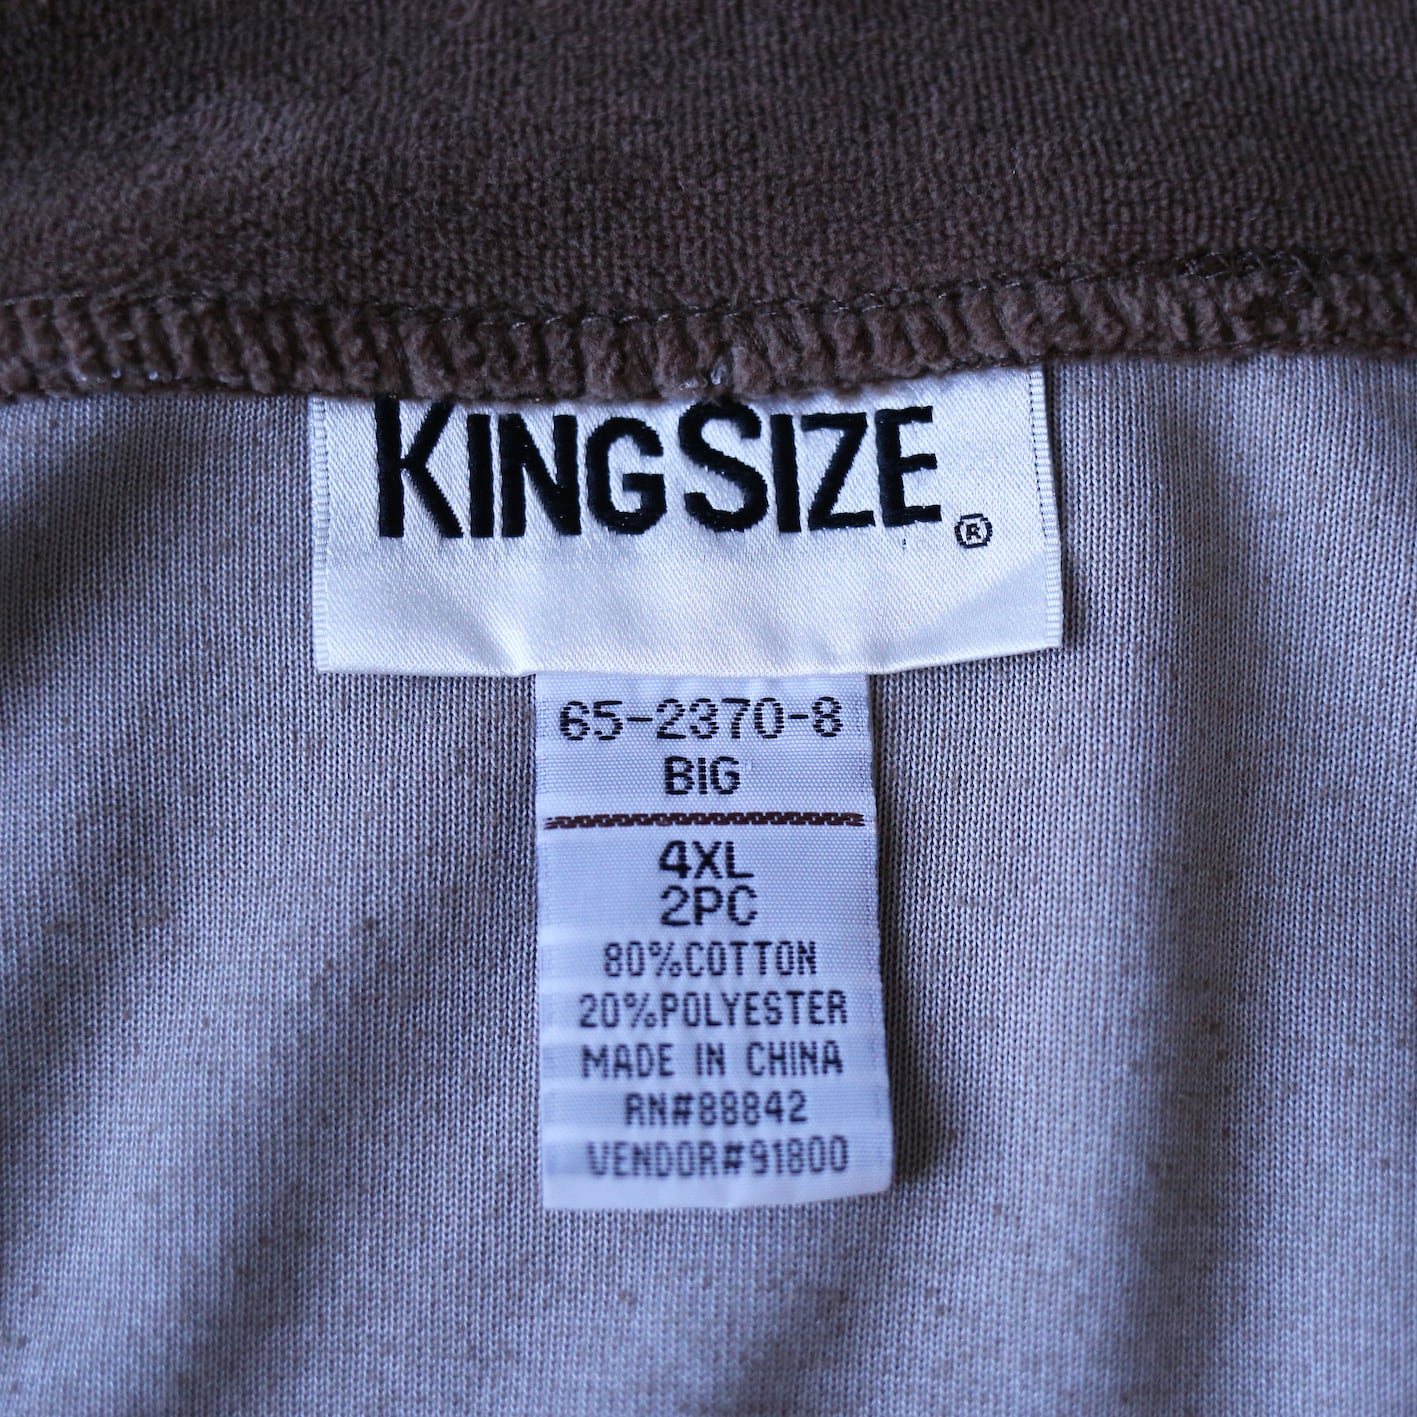 KINGSIZE®
65-2370-8
BIG
4XL
2PC
80%COTTON
20%POLYESTER
MADE IN CHINA
RN#88842
VENDOR#91800